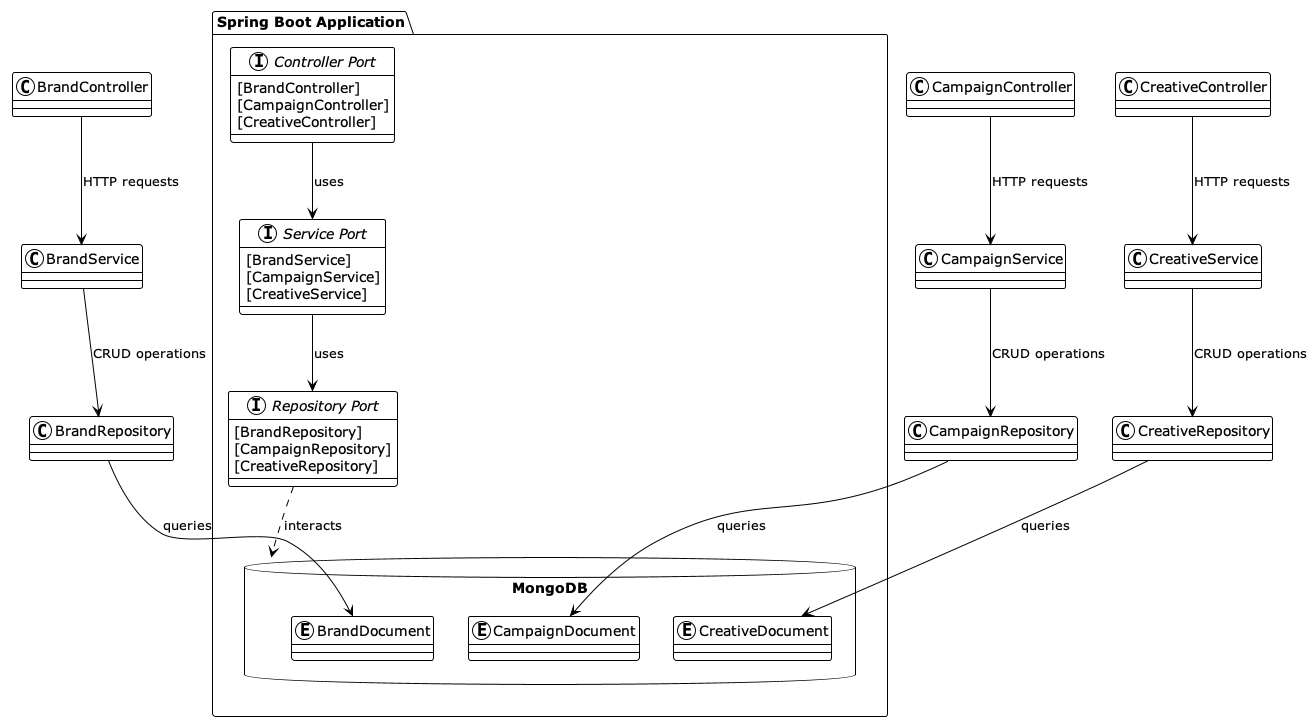 Spring Boot Application
I Controller Port
[BrandController]
[CampaignController]
[CreativeController]
C BrandController
C CampaignController
C CreativeController
HTTP requests
uses
HTTP requests
HTTP requests
C BrandService
I Service Port
[BrandService]
[CampaignService]
[CreativeService]
C CampaignService
C CreativeService
CRUD operations
uses
CRUD operations
CRUD operations
C BrandRepository
I Repository Port
[BrandRepository]
[CampaignRepository]
[CreativeRepository]
C CampaignRepository
C CreativeRepository
queries
interacts
queries
queries
MongoDB
E BrandDocument
E CampaignDocument
E CreativeDocument